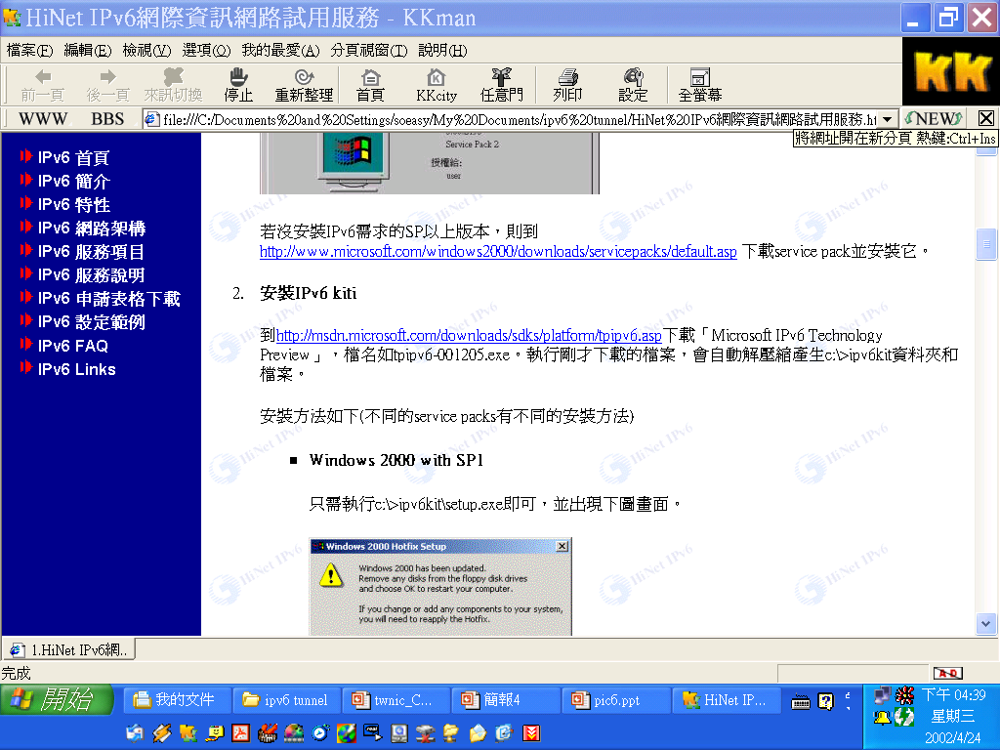 HiNet IPv6網際資訊網路試用服務 - KKman
檔案(F) 編輯(E) 檢視(V) 選項(O) 我的最愛(A) 分頁視窗(T) 說明(H)
前一頁 後一頁 來訊切換 停止 重新整理 首頁 KKcity 任意門 列印 設定 全螢幕
KK
WWW BBS file:///C:/Documents%20and%20Settings/soeasy/My%20Documents/ipv6%20tunnel/HiNet%20IPv6網際資訊網路試用服務.ht NEW
將網址開在新分頁 熱鍵:Ctrl+Ins
IPv6 首頁
IPv6 簡介
IPv6 特性
IPv6 網路架構
IPv6 服務項目
IPv6 服務說明
IPv6 申請表格下載
IPv6 設定範例
IPv6 FAQ
IPv6 Links
Service Pack 2
授權給:
user
若沒安裝IPv6需求的SP以上版本，則到
http://www.microsoft.com/windows2000/downloads/servicepacks/default.asp 下載service pack並安裝它。
2. 安裝IPv6 kiti
到http://msdn.microsoft.com/downloads/sdks/platform/tpipv6.asp下載「Microsoft IPv6 Technology
Preview」，檔名如tpipv6-001205.exe。執行剛才下載的檔案，會自動解壓縮產生c:\>ipv6kit資料夾和
檔案。
安裝方法如下(不同的service packs有不同的安裝方法)
■ Windows 2000 with SP1
只需執行c:\>ipv6kit\setup.exe即可，並出現下圖畫面。
Windows 2000 Hotfix Setup
Windows 2000 has been updated.
Remove any disks from the floppy disk drives
and choose OK to restart your computer.
If you change or add any components to your system,
you will need to reapply the Hotfix.
HiNet IPv6
1.HiNet IPv6網..
完成
A D
開始 我的文件 ipv6 tunnel twnic_C... 簡報4 pic6.ppt HiNet IP...
下午 04:39
星期三
2002/4/24